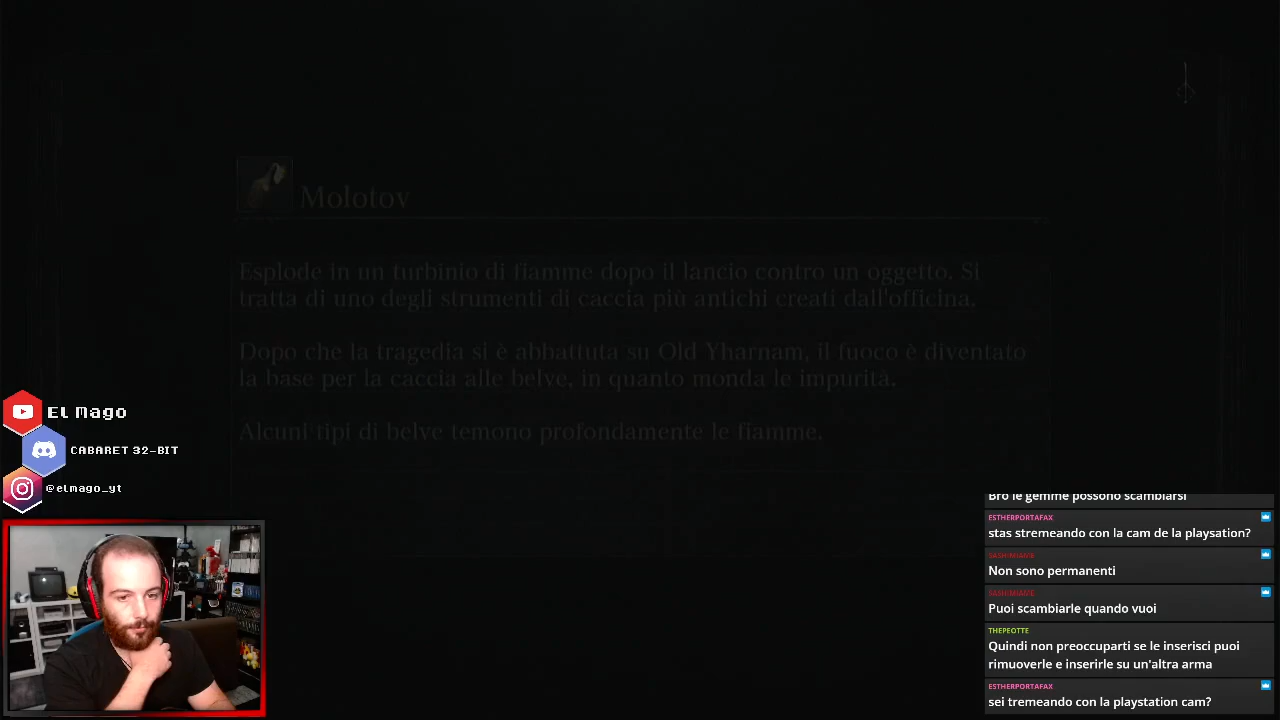 Molotov
Esplode in un turbinio di fiamme dopo il lancio contro un oggetto. Si
tratta di uno degli strumenti di caccia più antichi creati dall'officina.
Dopo che la tragedia si è abbattuta su Old Yharnam, il fuoco è diventato
la base per la caccia alle belve, in quanto monda le impurità.
Alcuni tipi di belve temono profondamente le fiamme.
El Mago
CABARET 32-BIT
@elmago_yt
Bro le gemme possono scambiarsi
ESTHERPORTAFAX
stas stremeando con la cam de la playsation?
Non sono permanenti
Puoi scambiarle quando vuoi
THEPEOTTE
Quindi non preoccuparti se le inserisci puoi
rimuoverle e inserirle su un'altra arma
ESTHERPORTAFAX
sei tremeando con la playstation cam?